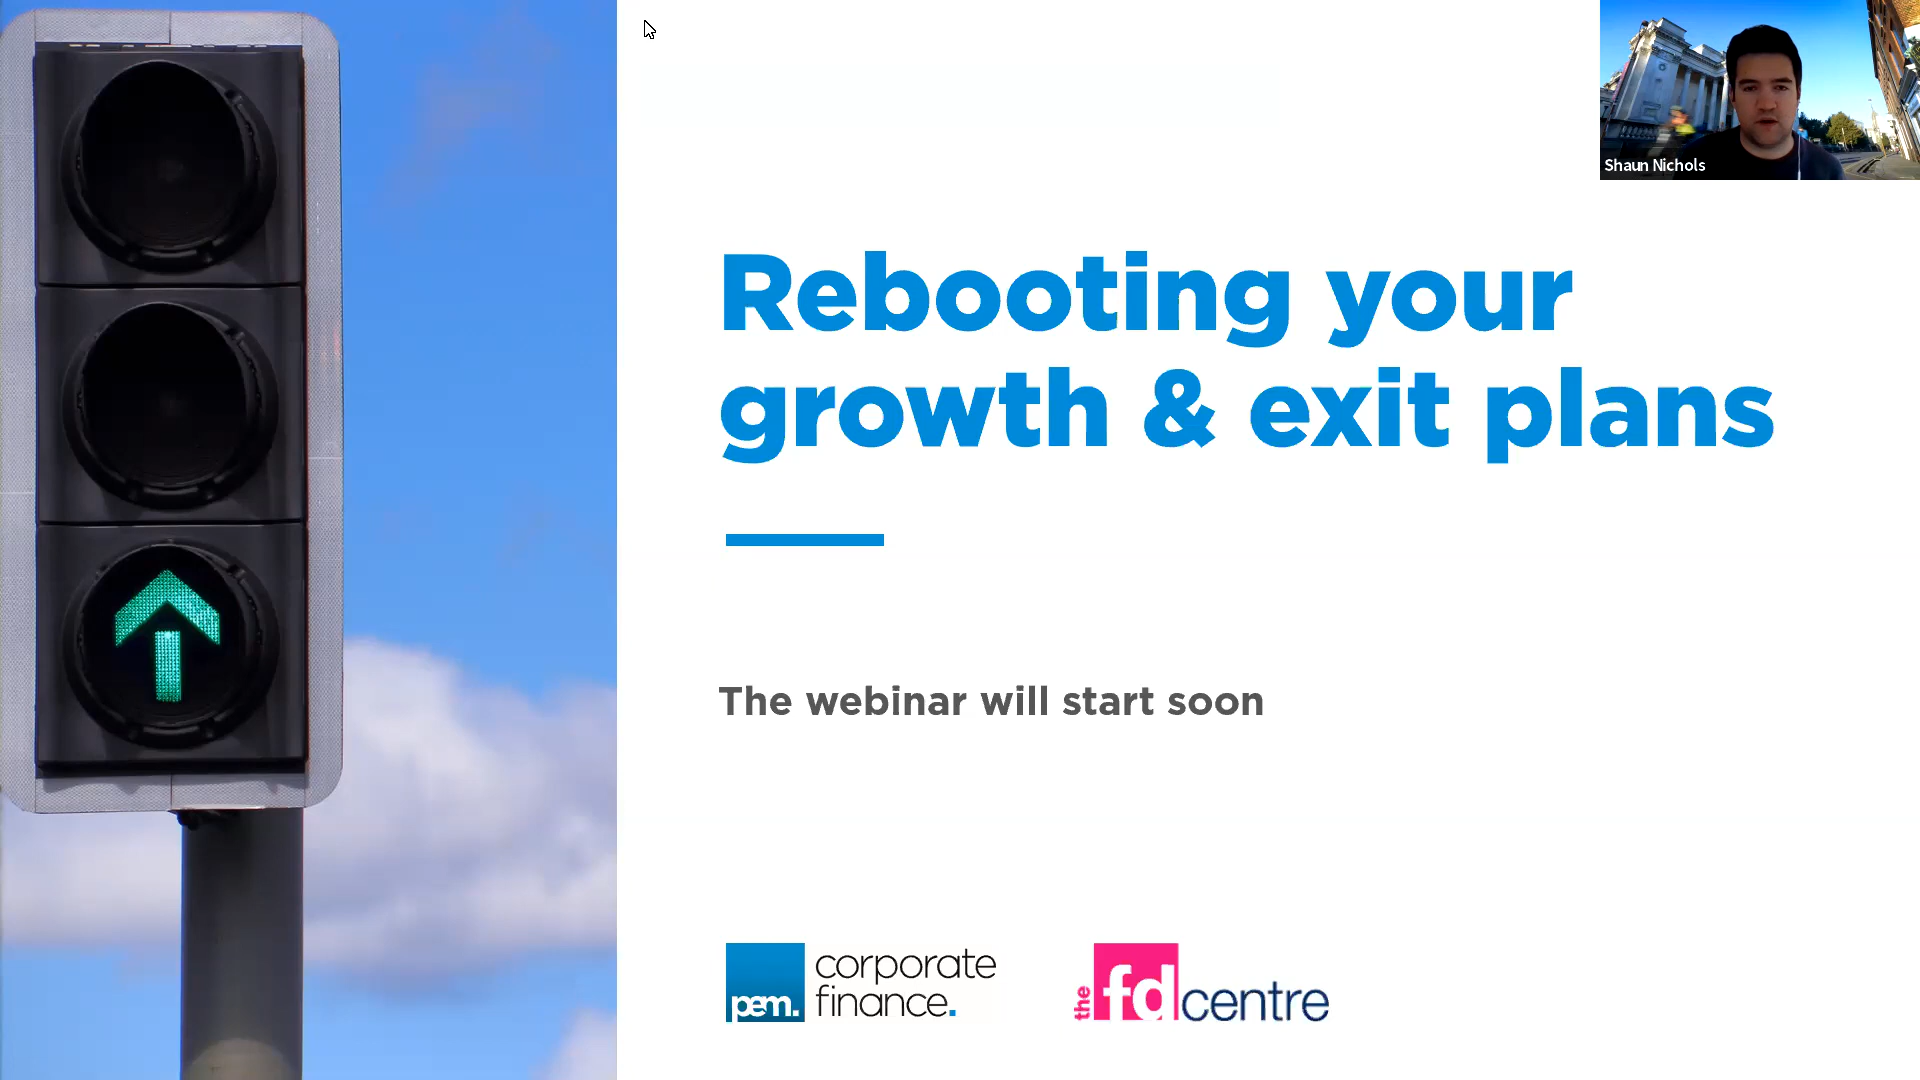 Shaun Nichols
Rebooting your
growth & exit plans
The webinar will start soon
pem.
corporate
finance.
the fd centre